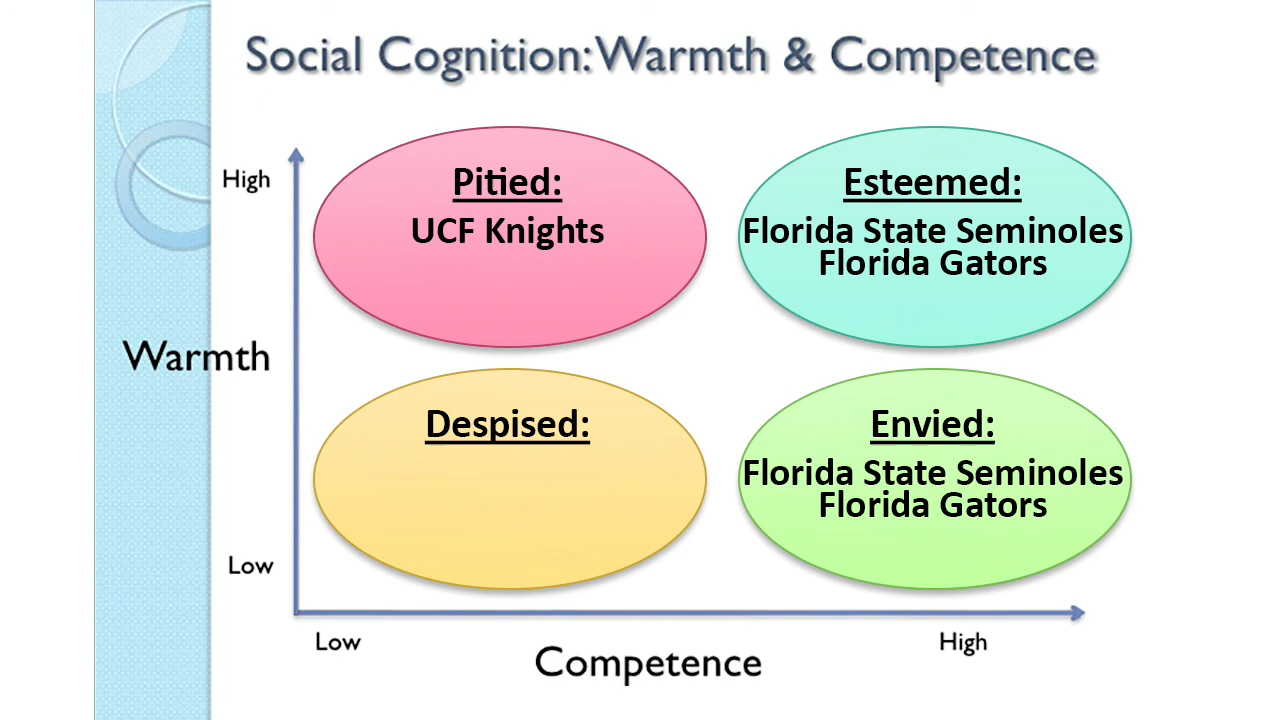 Social Cognition: Warmth & Competence
High
Pitied:
UCF Knights
Esteemed:
Florida State Seminoles
Florida Gators
Warmth
Despised:
Envied:
Florida State Seminoles
Florida Gators
Low
Low
High
Competence